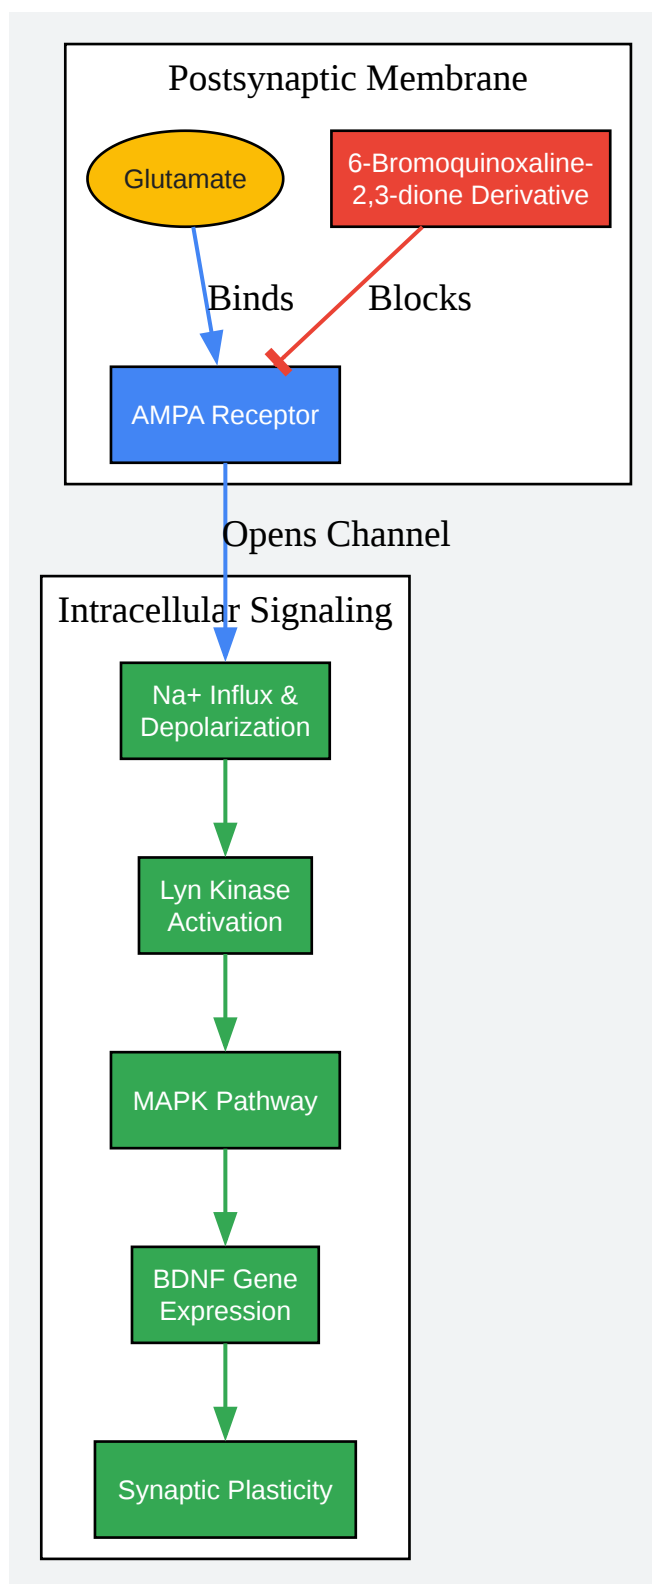 Postsynaptic Membrane
Glutamate
6-Bromoquinoxaline-
2,3-dione Derivative
Binds
Blocks
AMPA Receptor
Opens Channel
Intracellular Signaling
Na+ Influx &
Depolarization
Lyn Kinase
Activation
MAPK Pathway
BDNF Gene
Expression
Synaptic Plasticity